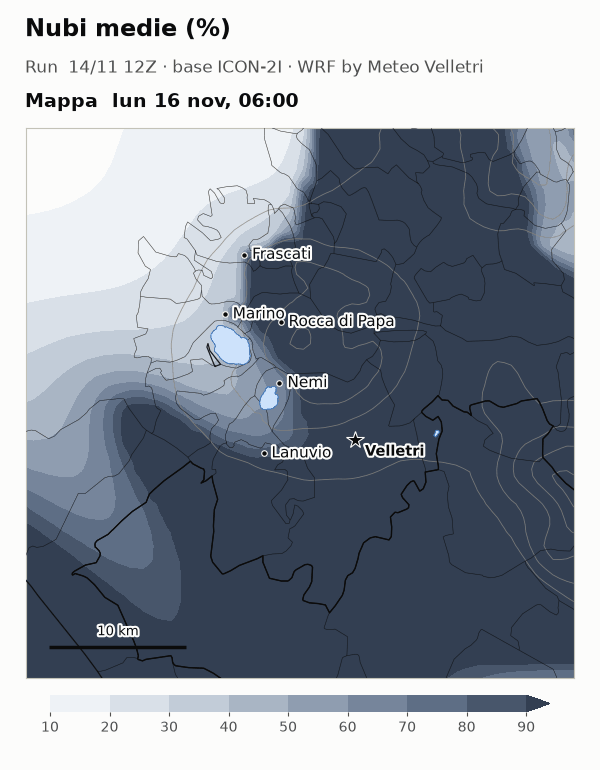 Nubi medie (%)
Run  14/11 12Z · base ICON-2I · WRF by Meteo Velletri
Mappa  lun 16 nov, 06:00
Frascati
Marino
Rocca di Papa
Nemi
Velletri
Lanuvio
10 km
10 20 30 40 50 60 70 80 90